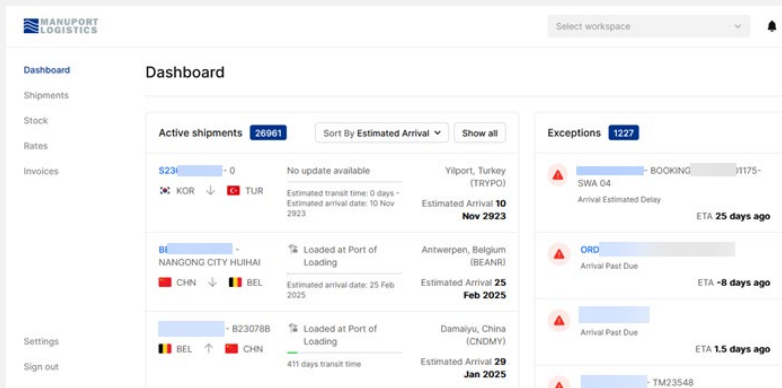 MANUPORT
LOGISTICS
Select workspace
Dashboard
Shipments
Stock
Rates
Invoices
Settings
Sign out
Dashboard
Active shipments 26961
Sort By Estimated Arrival
Show all
S23 - 0
KOR ↓ TUR
No update available
Estimated transit time: 0 days -
Estimated arrival date: 10 Nov
2923
Yilport, Turkey
(TRYPO)
Estimated Arrival 10
Nov 2923
-
NANGONG CITY HUIHAI
CHN ↓ BEL
Loaded at Port of
Loading
Estimated arrival date: 25 Feb
2025
Antwerpen, Belgium
(BEANR)
Estimated Arrival 25
Feb 2025
- B23078B
BEL ↑ CHN
Loaded at Port of
Loading
411 days transit time
Damaiyu, China
(CNDMY)
Estimated Arrival 29
Jan 2025
Exceptions 1227
- BOOKING 1175-
SWA 04
Arrival Estimated Delay
ETA 25 days ago
ORD
Arrival Past Due
ETA -8 days ago
Arrival Past Due
ETA 1.5 days ago
- TM23548